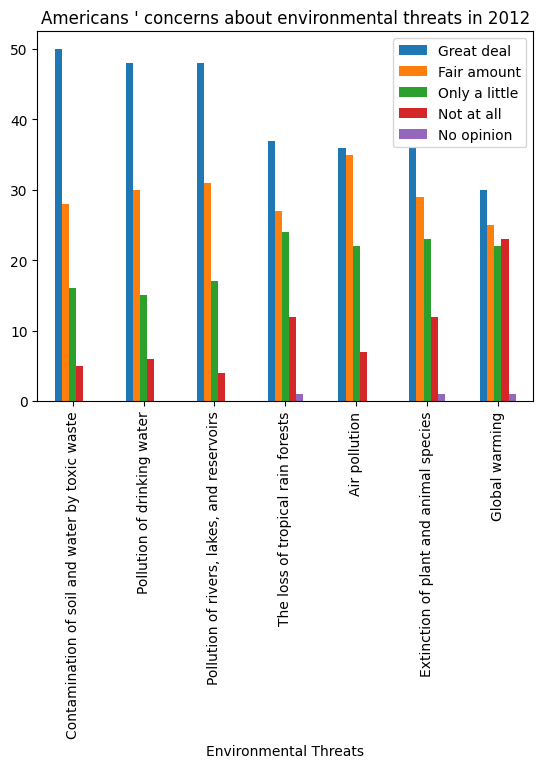 Americans ' concerns about environmental threats in 2012
Great deal
Fair amount
Only a little
Not at all
No opinion
50
40
30
20
10
0
Contamination of soil and water by toxic waste
Pollution of drinking water
Pollution of rivers, lakes, and reservoirs
The loss of tropical rain forests
Air pollution
Extinction of plant and animal species
Global warming
Environmental Threats